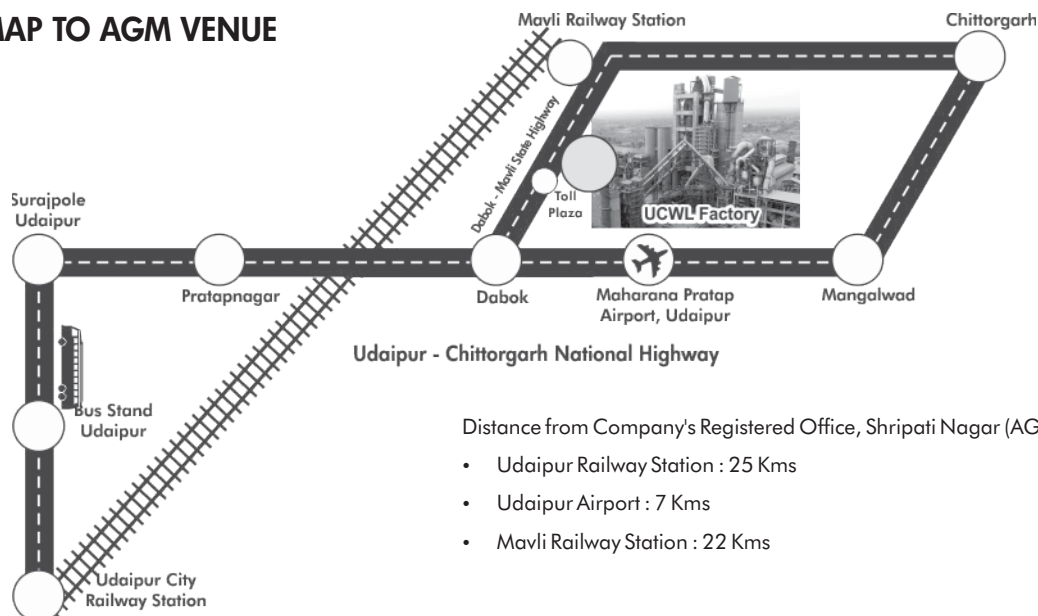 MAP TO AGM VENUE
Mavli Railway Station
Chittorgarh
Dabok - Mavli State Highway
Toll
Plaza
UCWL Factory
Surajpole
Udaipur
Pratapnagar
Dabok
Maharana Pratap
Airport, Udaipur
Mangalwad
Udaipur - Chittorgarh National Highway
Bus Stand
Udaipur
Distance from Company's Registered Office, Shripati Nagar (AG
• Udaipur Railway Station : 25 Kms
• Udaipur Airport : 7 Kms
• Mavli Railway Station : 22 Kms
Udaipur City
Railway Station